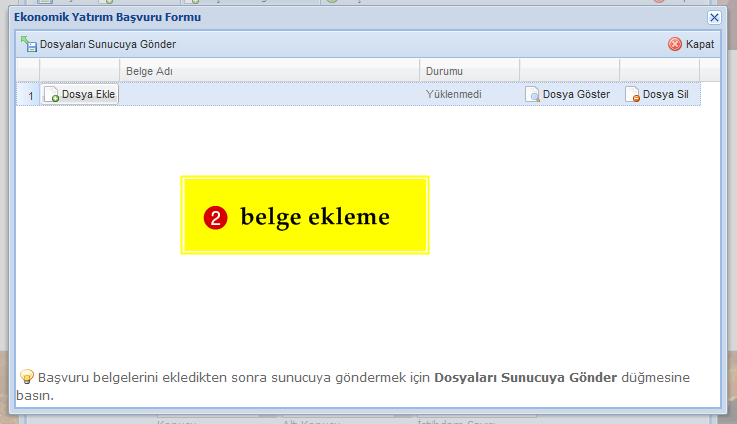 Ekonomik Yatırım Başvuru Formu
Dosyaları Sunucuya Gönder Kapat
Belge Adı Durumu
1 Dosya Ekle Yüklenmedi Dosya Göster Dosya Sil
2 belge ekleme
Başvuru belgelerini ekledikten sonra sunucuya göndermek için Dosyaları Sunucuya Gönder düğmesine
basın.